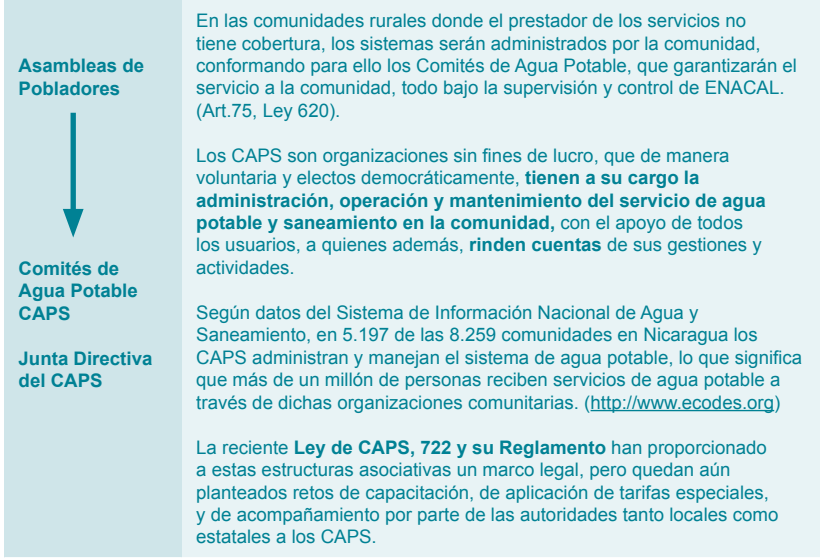 Asambleas de
Pobladores
Comités de
Agua Potable
CAPS
Junta Directiva
del CAPS
En las comunidades rurales donde el prestador de los servicios no
tiene cobertura, los sistemas serán administrados por la comunidad,
conformando para ello los Comités de Agua Potable, que garantizarán el
servicio a la comunidad, todo bajo la supervisión y control de ENACAL.
(Art.75, Ley 620).
Los CAPS son organizaciones sin fines de lucro, que de manera
voluntaria y electos democráticamente, tienen a su cargo la
administración, operación y mantenimiento del servicio de agua
potable y saneamiento en la comunidad, con el apoyo de todos
los usuarios, a quienes además, rinden cuentas de sus gestiones y
actividades.
Según datos del Sistema de Información Nacional de Agua y
Saneamiento, en 5.197 de las 8.259 comunidades en Nicaragua los
CAPS administran y manejan el sistema de agua potable, lo que significa
que más de un millón de personas reciben servicios de agua potable a
través de dichas organizaciones comunitarias. (http://www.ecodes.org)
La reciente Ley de CAPS, 722 y su Reglamento han proporcionado
a estas estructuras asociativas un marco legal, pero quedan aún
planteados retos de capacitación, de aplicación de tarifas especiales,
y de acompañamiento por parte de las autoridades tanto locales como
estatales a los CAPS.